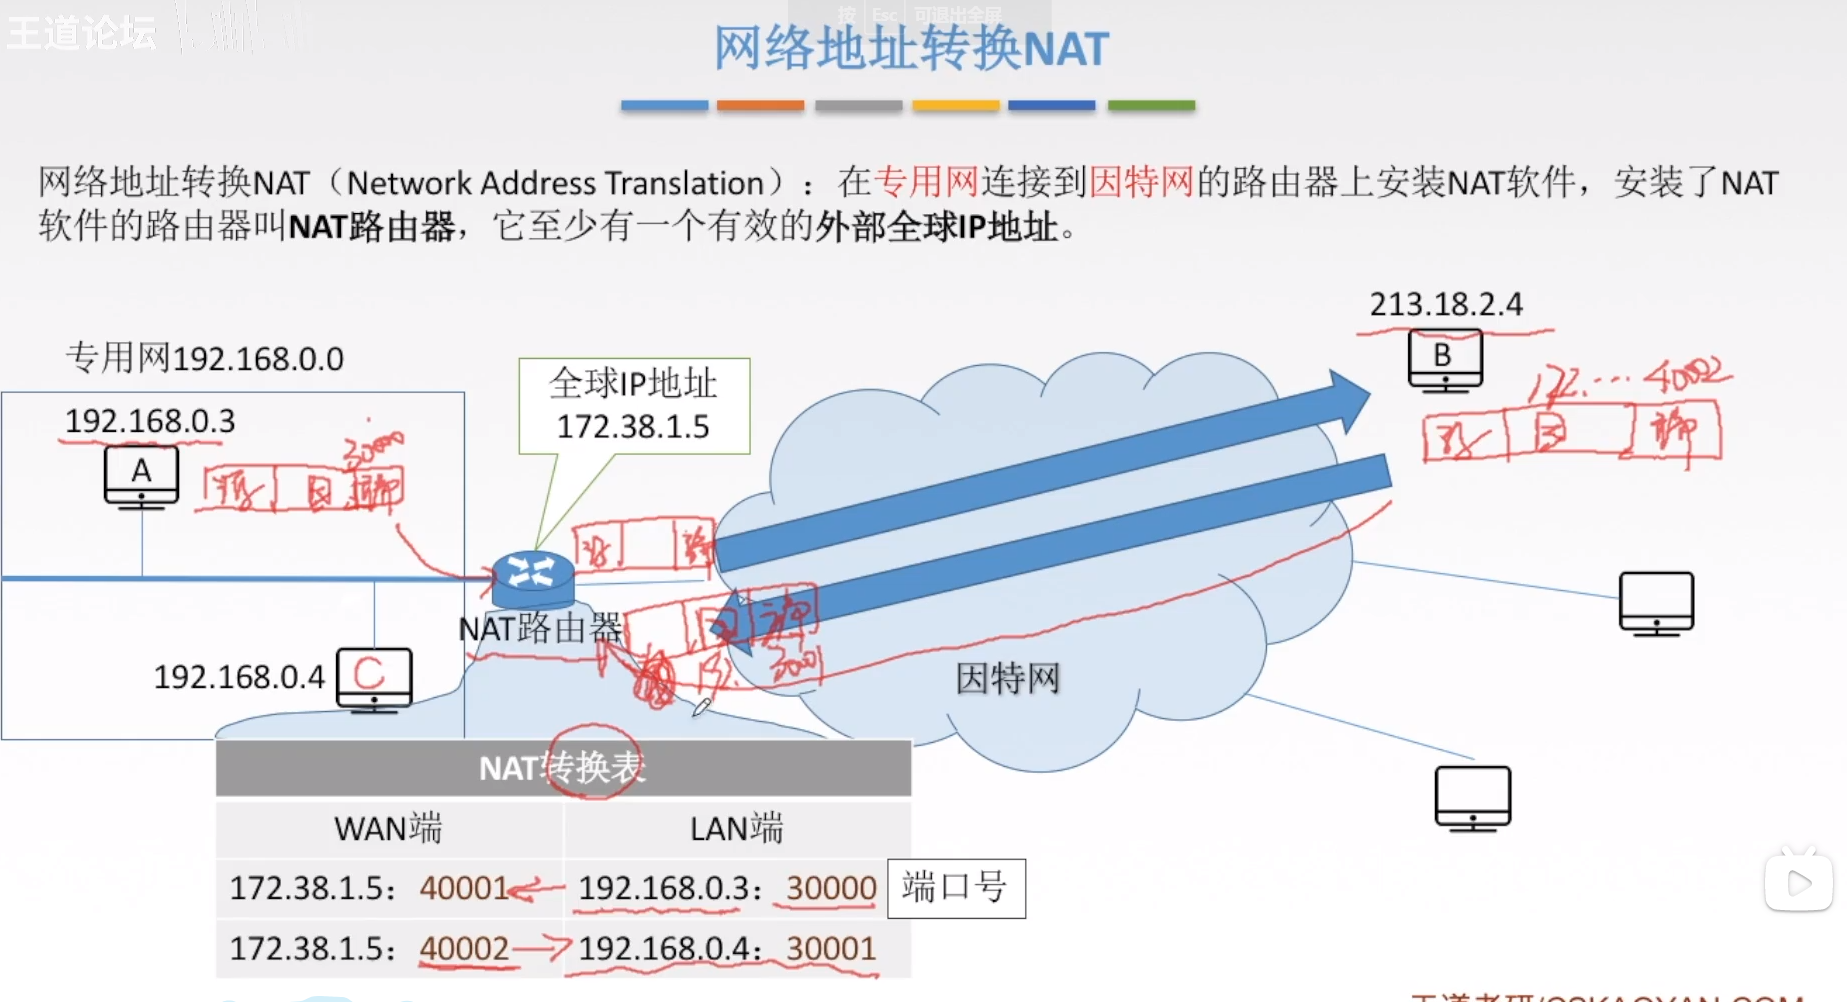 王道论坛
按 Esc 可退出全屏
网络地址转换NAT
网络地址转换NAT（Network Address Translation）：在专用网连接到因特网的路由器上安装NAT软件，安装了NAT
软件的路由器叫NAT路由器，它至少有一个有效的外部全球IP地址。
213.18.2.4
B
172... 40002
专用网192.168.0.0
192.168.0.3
A
30000
全球IP地址
172.38.1.5
NAT路由器
192.168.0.4
C
30001
因特网
NAT转换表
WAN端 LAN端
172.38.1.5：40001 192.168.0.3：30000 端口号
172.38.1.5：40002 192.168.0.4：30001